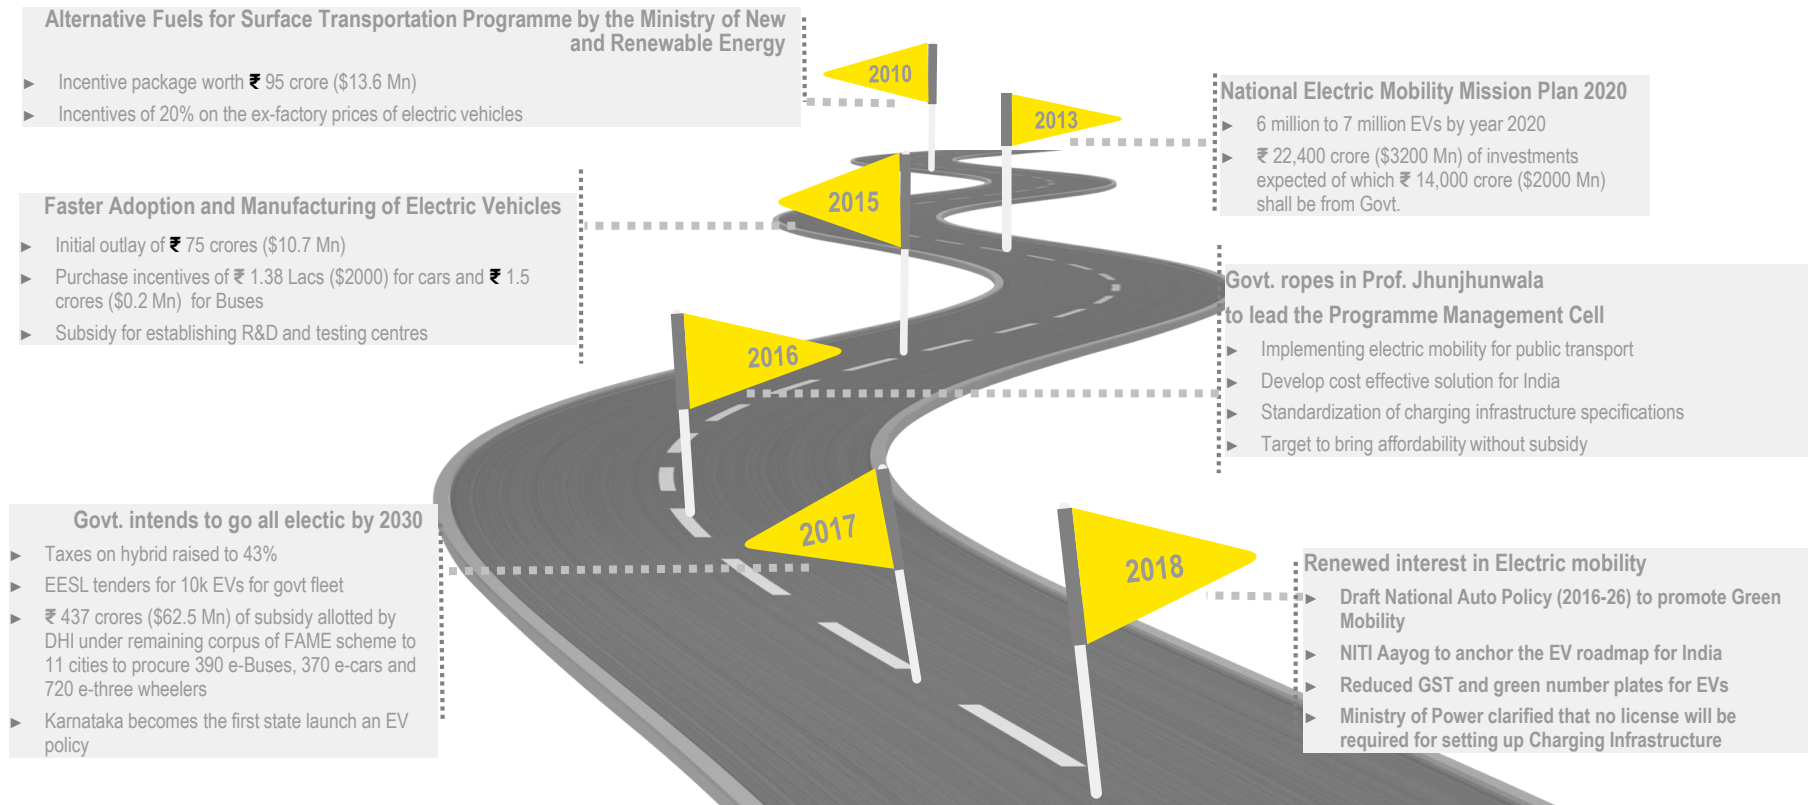 Alternative Fuels for Surface Transportation Programme by the Ministry of New
and Renewable Energy
► Incentive package worth ₹ 95 crore ($13.6 Mn)
► Incentives of 20% on the ex-factory prices of electric vehicles
2010
2013
National Electric Mobility Mission Plan 2020
► 6 million to 7 million EVs by year 2020
► ₹ 22,400 crore ($3200 Mn) of investments
expected of which ₹ 14,000 crore ($2000 Mn)
shall be from Govt.
Faster Adoption and Manufacturing of Electric Vehicles
► Initial outlay of ₹ 75 crores ($10.7 Mn)
► Purchase incentives of ₹ 1.38 Lacs ($2000) for cars and ₹ 1.5
crores ($0.2 Mn) for Buses
► Subsidy for establishing R&D and testing centres
2015
2016
Govt. ropes in Prof. Jhunjhunwala
to lead the Programme Management Cell
► Implementing electric mobility for public transport
► Develop cost effective solution for India
► Standardization of charging infrastructure specifications
► Target to bring affordability without subsidy
Govt. intends to go all electic by 2030
► Taxes on hybrid raised to 43%
► EESL tenders for 10k EVs for govt fleet
► ₹ 437 crores ($62.5 Mn) of subsidy allotted by
DHI under remaining corpus of FAME scheme to
11 cities to procure 390 e-Buses, 370 e-cars and
720 e-three wheelers
► Karnataka becomes the first state launch an EV
policy
2017
2018
Renewed interest in Electric mobility
► Draft National Auto Policy (2016-26) to promote Green
Mobility
► NITI Aayog to anchor the EV roadmap for India
► Reduced GST and green number plates for EVs
► Ministry of Power clarified that no license will be
required for setting up Charging Infrastructure